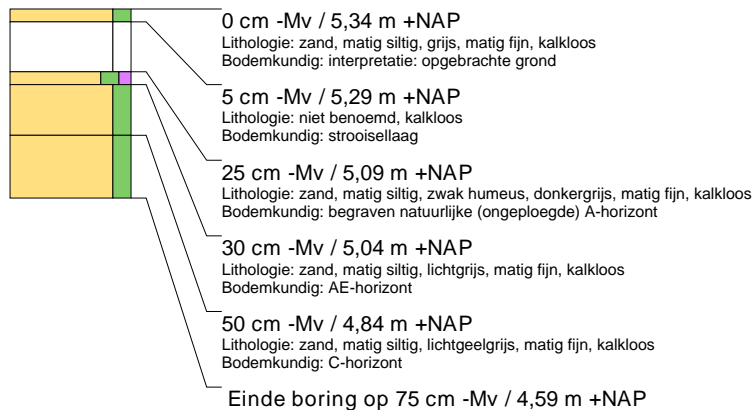 0 cm -Mv / 5,34 m +NAP
Lithologie: zand, matig siltig, grijs, matig fijn, kalkloos
Bodemkundig: interpretatie: opgebrachte grond
5 cm -Mv / 5,29 m +NAP
Lithologie: niet benoemd, kalkloos
Bodemkundig: strooisellaag
25 cm -Mv / 5,09 m +NAP
Lithologie: zand, matig siltig, zwak humeus, donkergrijs, matig fijn, kalkloos
Bodemkundig: begraven natuurlijke (ongeploegde) A-horizont
30 cm -Mv / 5,04 m +NAP
Lithologie: zand, matig siltig, lichtgrijs, matig fijn, kalkloos
Bodemkundig: AE-horizont
50 cm -Mv / 4,84 m +NAP
Lithologie: zand, matig siltig, lichtgeelgrijs, matig fijn, kalkloos
Bodemkundig: C-horizont
Einde boring op 75 cm -Mv / 4,59 m +NAP